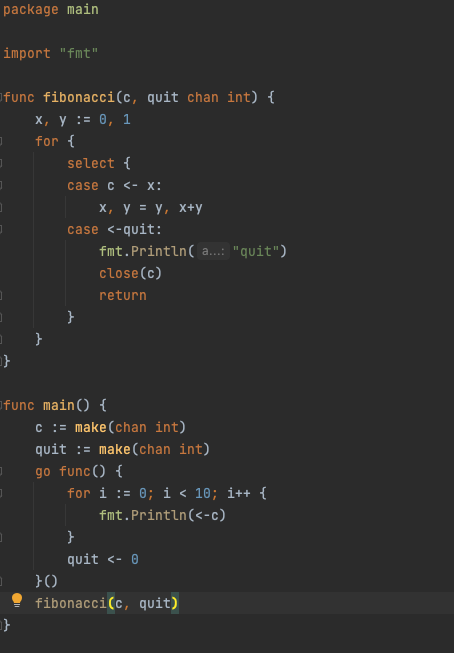 package main

import "fmt"

func fibonacci(c, quit chan int) {
    x, y := 0, 1
    for {
        select {
        case c <- x:
            x, y = y, x+y
        case <-quit:
            fmt.Println( a...: "quit")
            close(c)
            return
        }
    }
}

func main() {
    c := make(chan int)
    quit := make(chan int)
    go func() {
        for i := 0; i < 10; i++ {
            fmt.Println(<-c)
        }
        quit <- 0
    }()
    fibonacci(c, quit)
}